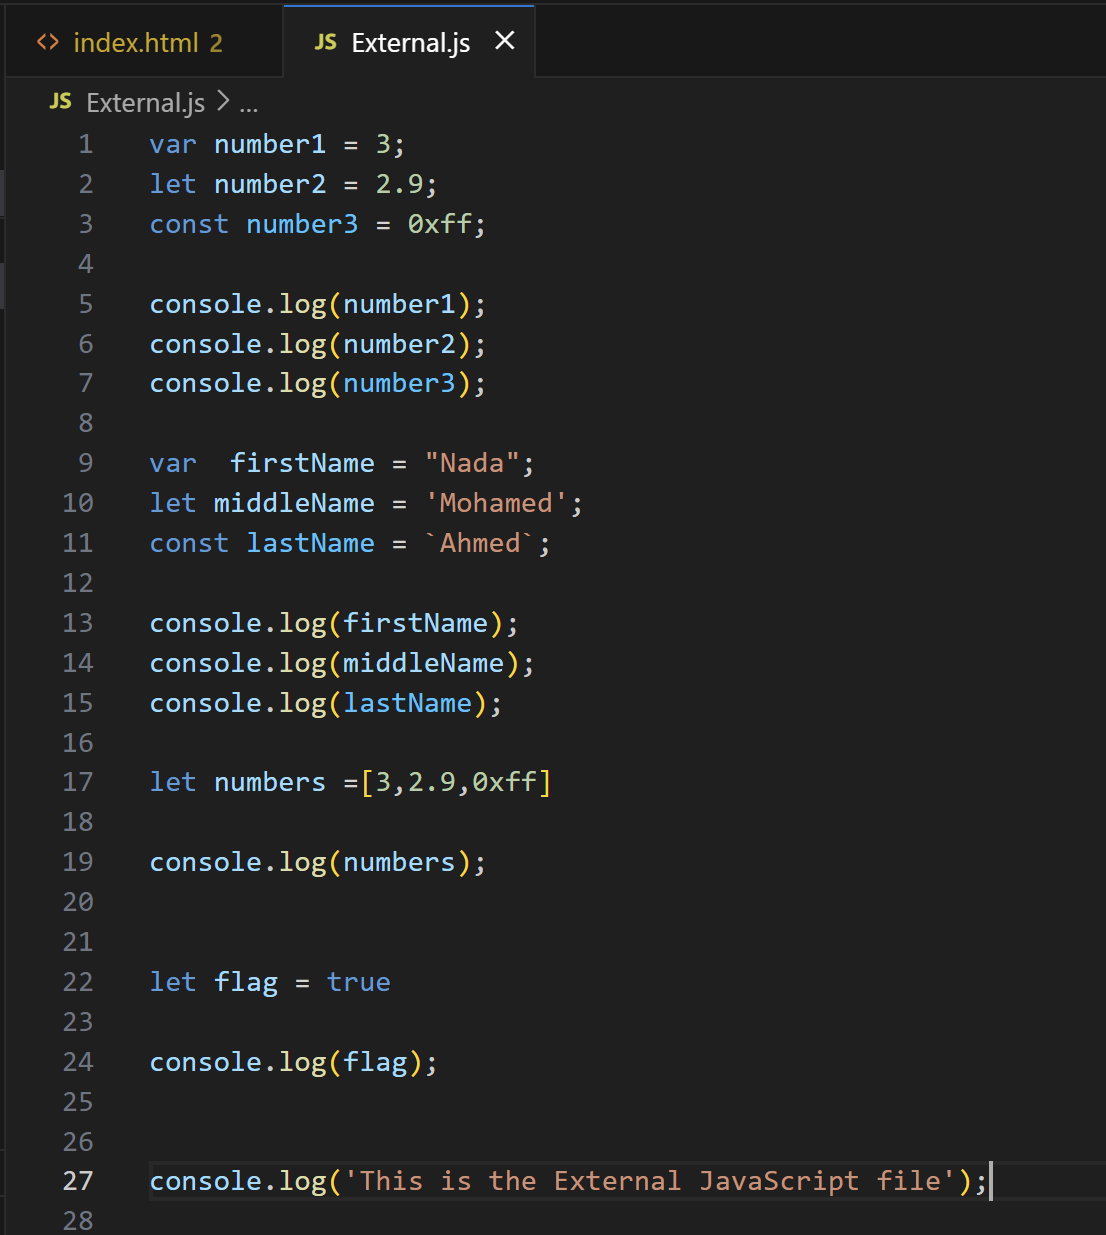 <> index.html 2 JS External.js ×
JS External.js > ...
1 var number1 = 3;
2 let number2 = 2.9;
3 const number3 = 0xff;
4
5 console.log(number1);
6 console.log(number2);
7 console.log(number3);
8
9 var  firstName = "Nada";
10 let middleName = 'Mohamed';
11 const lastName = `Ahmed`;
12
13 console.log(firstName);
14 console.log(middleName);
15 console.log(lastName);
16
17 let numbers =[3,2.9,0xff]
18
19 console.log(numbers);
20
21
22 let flag = true
23
24 console.log(flag);
25
26
27 console.log('This is the External JavaScript file');
28